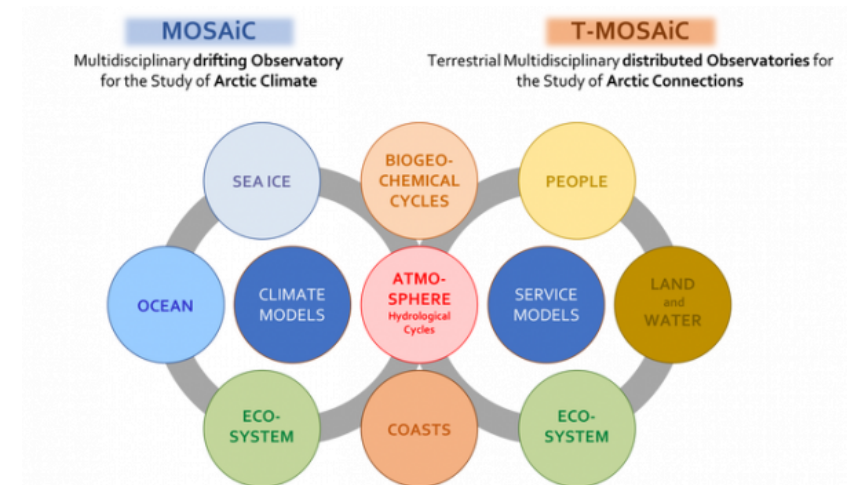 MOSAiC
Multidisciplinary drifting Observatory
for the Study of Arctic Climate
T-MOSAiC
Terrestrial Multidisciplinary distributed Observatories for
the Study of Arctic Connections
SEA ICE
BIOGEO-
CHEMICAL
CYCLES
PEOPLE
OCEAN
CLIMATE
MODELS
ATMO-
SPHERE
Hydrological
Cycles
SERVICE
MODELS
LAND
and
WATER
ECO-
SYSTEM
COASTS
ECO-
SYSTEM